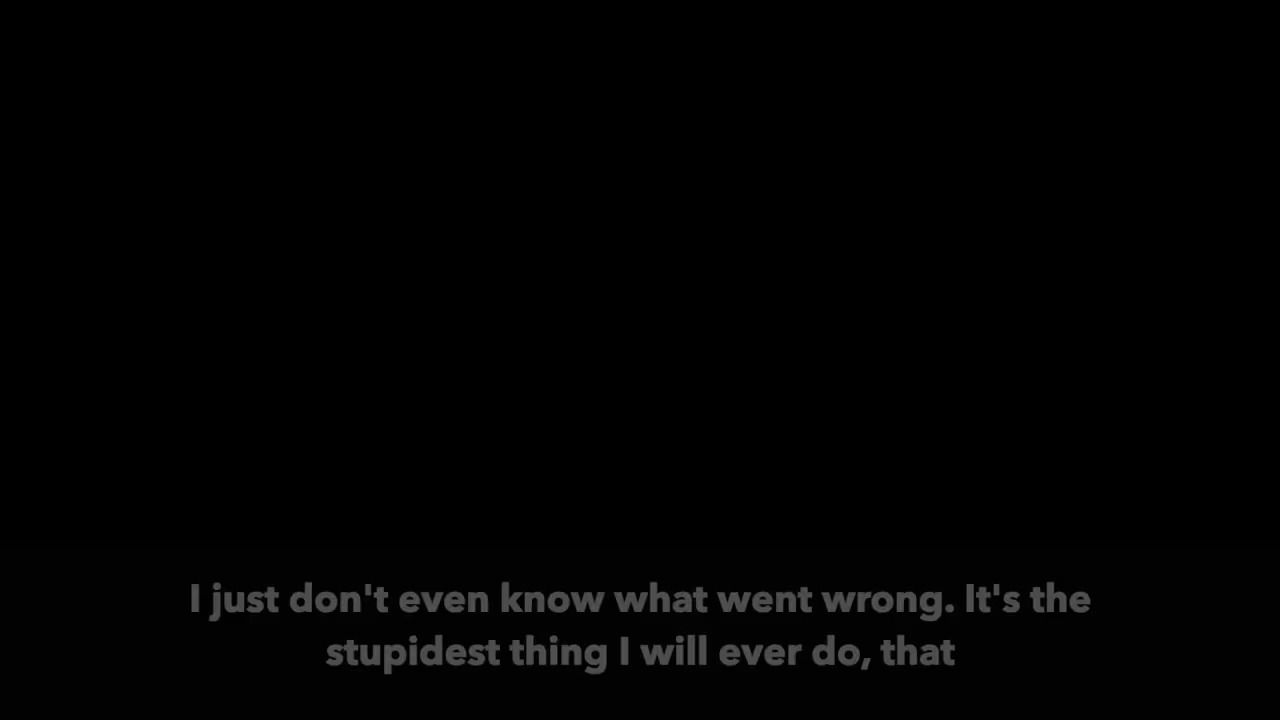 I just don't even know what went wrong. It's the
stupidest thing I will ever do, that